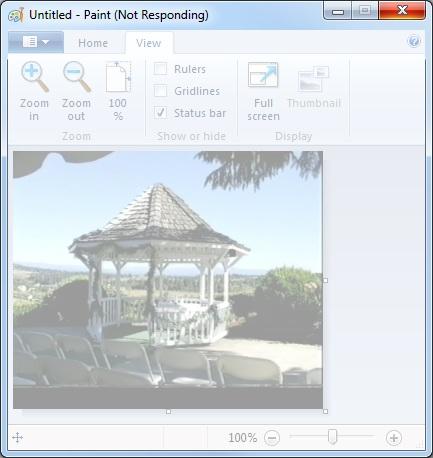 Untitled - Paint (Not Responding)
Home View
Zoom in
Zoom out
100 %
Rulers
Gridlines
Status bar
Full screen
Thumbnail
Zoom
Show or hide
Display
100%